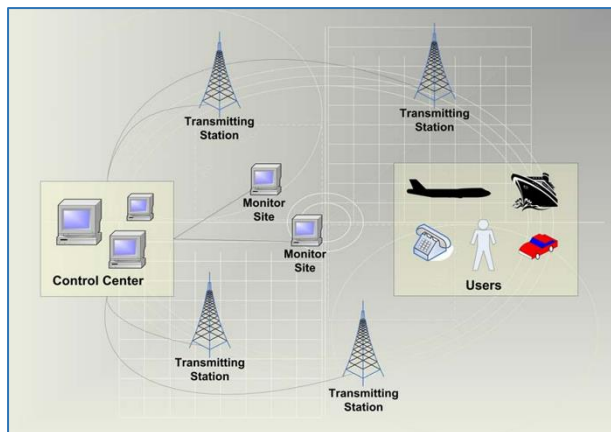 Transmitting
Station
Transmitting
Station
Monitor
Site
Monitor
Site
Control Center
Users
Transmitting
Station
Transmitting
Station